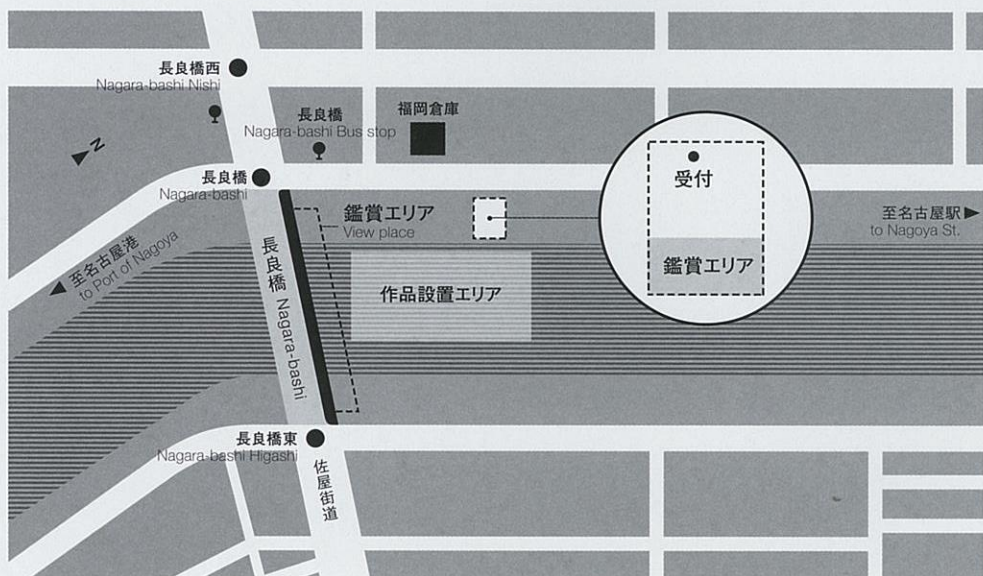 長良橋西
Nagara-bashi Nishi
長良橋
Nagara-bashi Bus stop
福岡倉庫
N
長良橋
Nagara-bashi
鑑賞エリア
View place
受付
鑑賞エリア
至名古屋駅
to Nagoya St.
至名古屋港
to Port of Nagoya
長良橋 Nagara-bashi
作品設置エリア
長良橋東
Nagara-bashi Higashi
佐屋街道